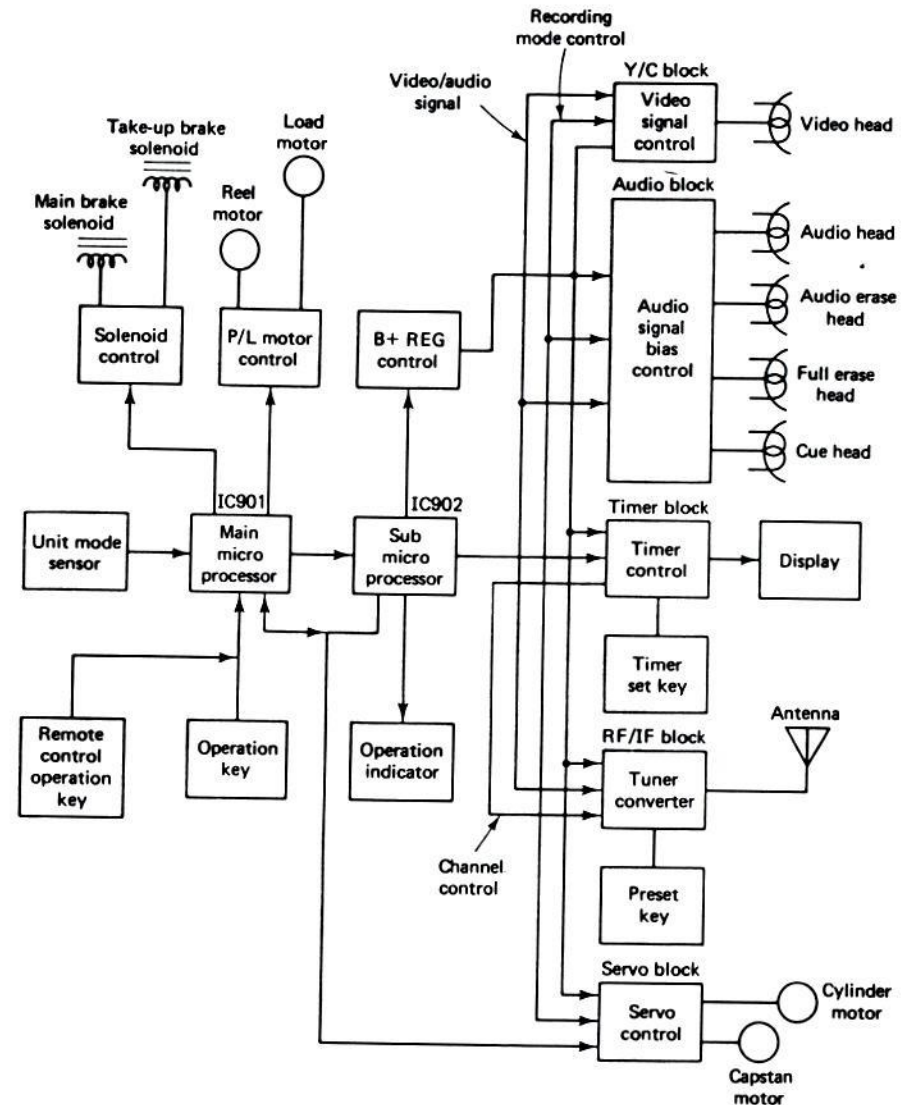 Recording
mode control
Y/C block
Video/audio
signal
Video
signal
control
Video head
Take-up brake
solenoid
Load
motor
Main brake
solenoid
Reel
motor
Audio block
Audio head
Audio
signal
bias
control
Audio erase
head
Full erase
head
Cue head
Solenoid
control
P/L motor
control
B+ REG
control
IC901
IC902
Timer block
Unit mode
sensor
Main
micro
processor
Sub
micro
processor
Timer
control
Display
Timer
set key
Remote
control
operation
key
Operation
key
Operation
indicator
RF/IF block
Antenna
Tuner
converter
Channel
control
Preset
key
Servo block
Servo
control
Cylinder
motor
Capstan
motor